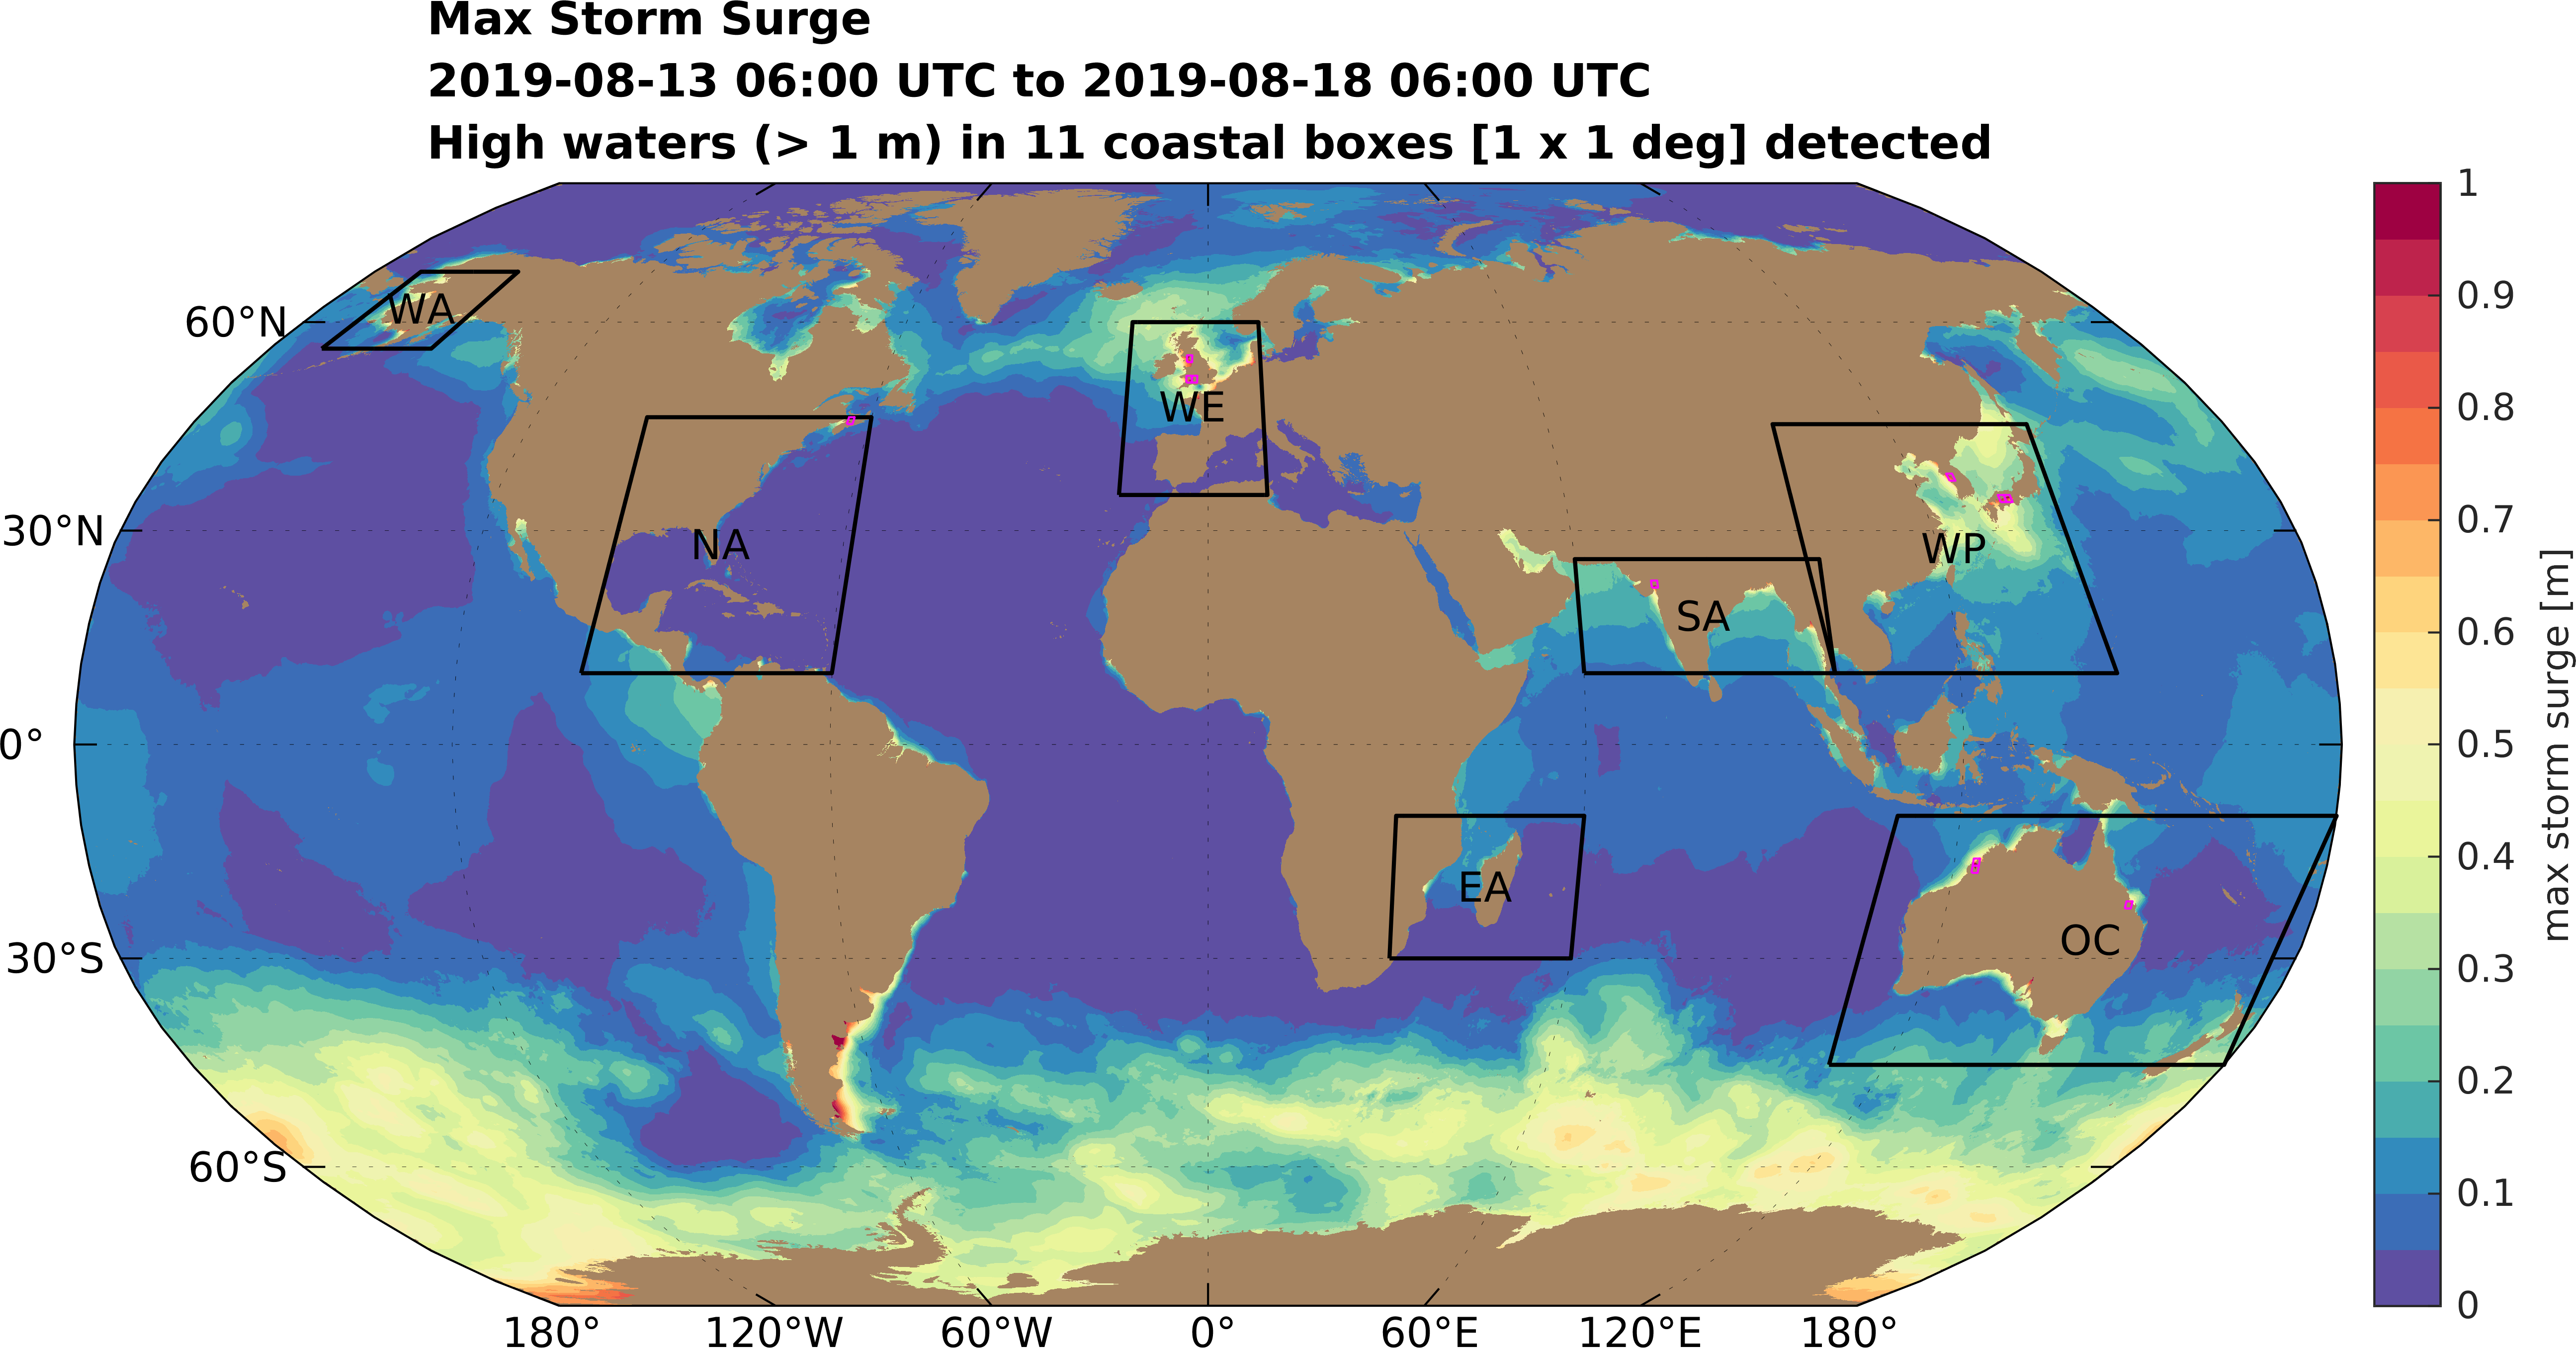 Max Storm Surge
2019-08-13 06:00 UTC to 2019-08-18 06:00 UTC
High waters (> 1 m) in 11 coastal boxes [1 x 1 deg] detected
60°N
30°N
0°
30°S
60°S
WA
NA
WE
SA
WP
EA
OC
180°
120°W
60°W
0°
60°E
120°E
180°
1
0.9
0.8
0.7
0.6
0.5
0.4
0.3
0.2
0.1
0
max storm surge [m]